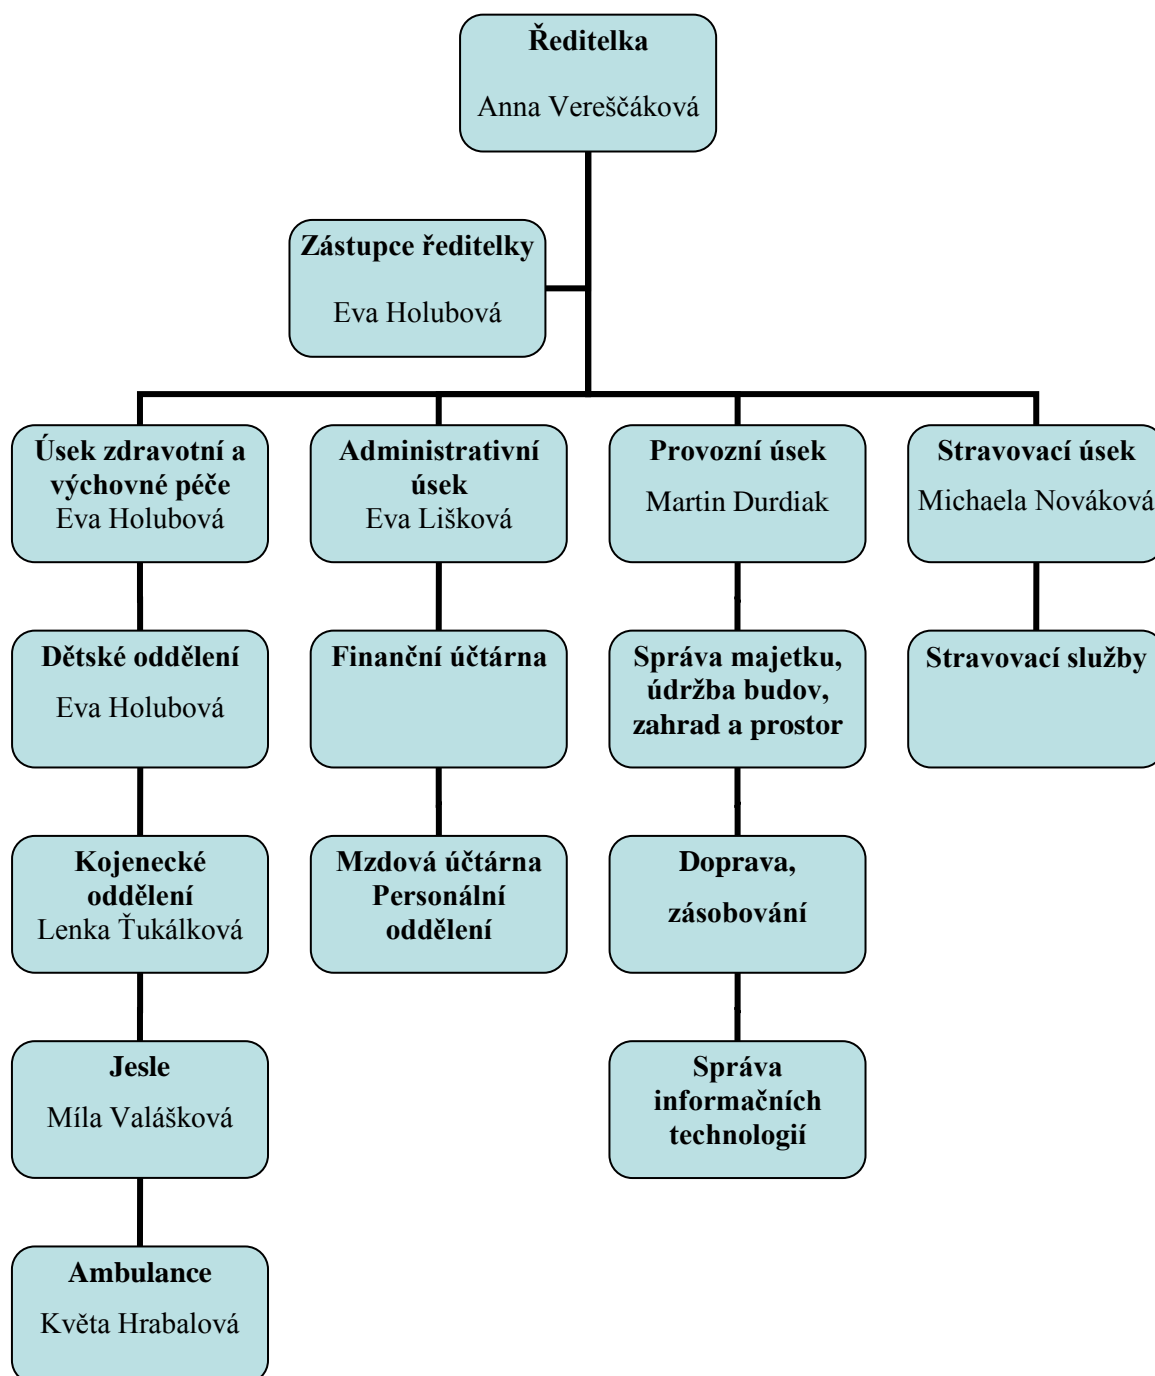 Ředitelka
Anna Vereščáková
Zástupce ředitelky
Eva Holubová
Úsek zdravotní a
výchovné péče
Eva Holubová
Administrativní
úsek
Eva Lišková
Provozní úsek
Martin Durdiak
Stravovací úsek
Michaela Nováková
Dětské oddělení
Eva Holubová
Finanční účtárna
Správa majetku,
údržba budov,
zahrad a prostor
Stravovací služby
Kojenecké
oddělení
Lenka Ťukálková
Mzdová účtárna
Personální
oddělení
Doprava,
zásobování
Jesle
Míla Valášková
Správa
informačních
technologií
Ambulance
Květa Hrabalová